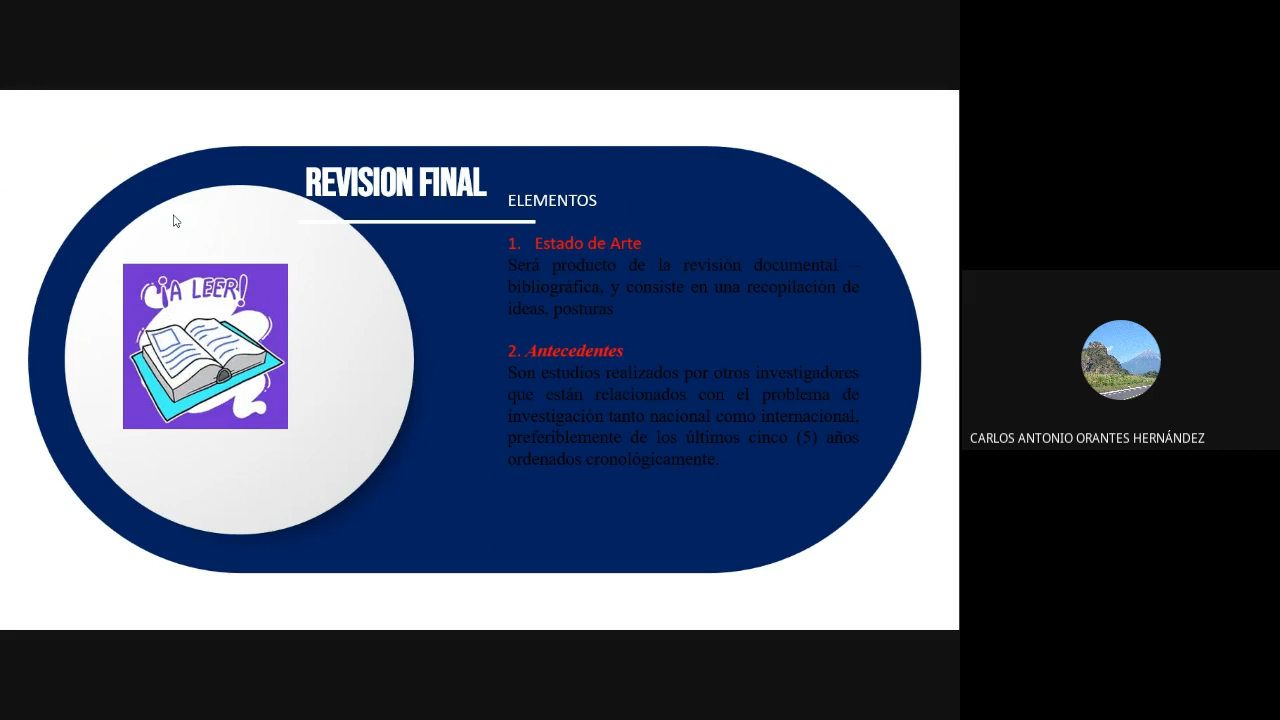 REVISION FINAL
ELEMENTOS
1. Estado de Arte
Será producto de la revisión documental –
bibliográfica, y consiste en una recopilación de
ideas, posturas
2. Antecedentes
Son estudios realizados por otros investigadores
que están relacionados con el problema de
investigación tanto nacional como internacional,
preferiblemente de los últimos cinco (5) años
ordenados cronológicamente.
¡A LEER!
CARLOS ANTONIO ORANTES HERNÁNDEZ